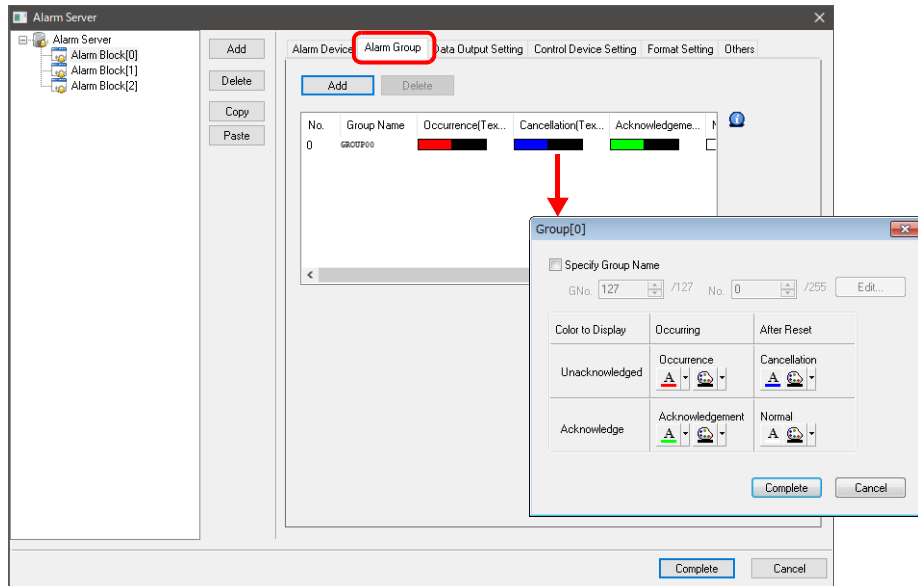 Alarm Server
Alarm Server
Alarm Block[0]
Alarm Block[1]
Alarm Block[2]
Add
Delete
Copy
Paste
Alarm Device Alarm Group Data Output Setting Control Device Setting Format Setting Others
Add Delete
No. Group Name Occurrence(Tex... Cancellation(Tex... Acknowledgeme... N
0 GROUP00
Group[0]
Specify Group Name
GNo. 127 /127 No. 0 /255 Edit...
Color to Display Occurring After Reset
Unacknowledged
Occurrence Cancellation
A A
Acknowledge
Acknowledgement Normal
A A
Complete Cancel
Complete Cancel